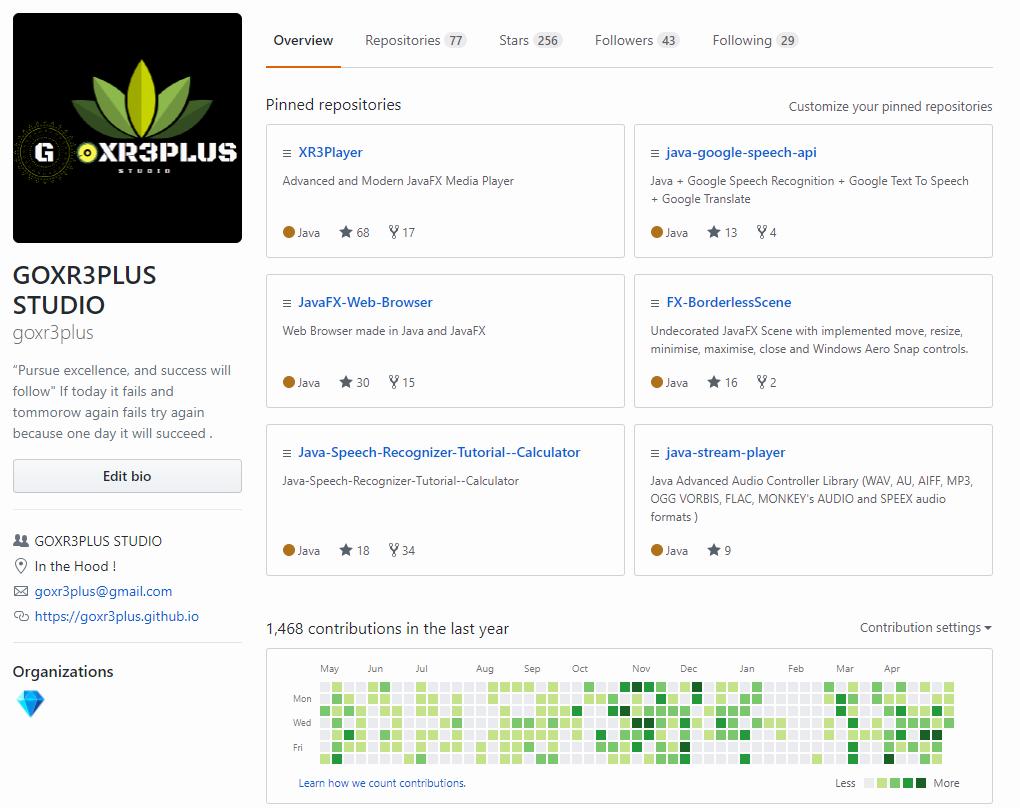 G OXR3PLUS
STUDIO
GOXR3PLUS
STUDIO
goxr3plus
“Pursue excellence, and success will
follow" If today it fails and
tommorow again fails try again
because one day it will succeed .
Edit bio
GOXR3PLUS STUDIO
In the Hood !
goxr3plus@gmail.com
https://goxr3plus.github.io
Organizations
Overview Repositories 77 Stars 256 Followers 43 Following 29
Pinned repositories Customize your pinned repositories
XR3Player
Advanced and Modern JavaFX Media Player
Java 68 17
java-google-speech-api
Java + Google Speech Recognition + Google Text To Speech
+ Google Translate
Java 13 4
JavaFX-Web-Browser
Web Browser made in Java and JavaFX
Java 30 15
FX-BorderlessScene
Undecorated JavaFX Scene with implemented move, resize,
minimise, maximise, close and Windows Aero Snap controls.
Java 16 2
Java-Speech-Recognizer-Tutorial--Calculator
Java-Speech-Recognizer-Tutorial--Calculator
Java 18 34
java-stream-player
Java Advanced Audio Controller Library (WAV, AU, AIFF, MP3,
OGG VORBIS, FLAC, MONKEY's AUDIO and SPEEX audio
formats )
Java 9
1,468 contributions in the last year Contribution settings
May Jun Jul Aug Sep Oct Nov Dec Jan Feb Mar Apr
Mon
Wed
Fri
Learn how we count contributions. Less More